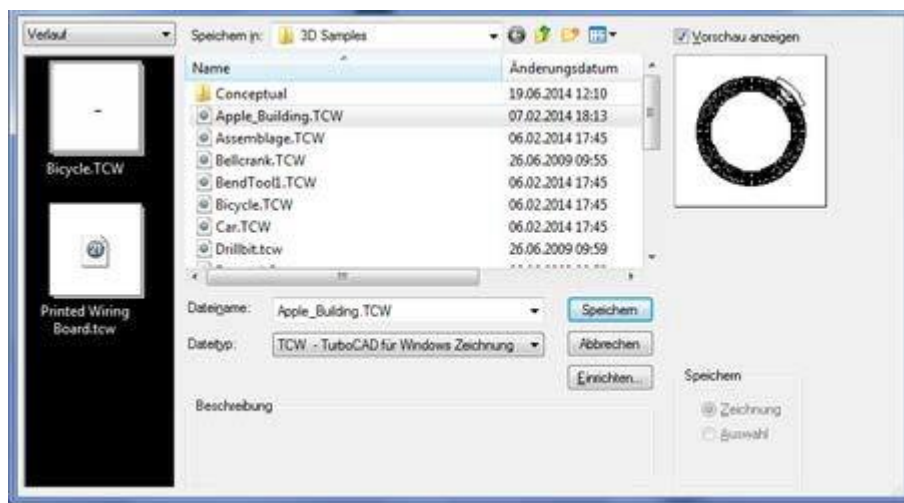 Verlauf
Speichern in:
3D Samples
Vorschau anzeigen
Name
Änderungsdatum
Conceptual
19.06.2014 12:10
Apple_Building.TCW
07.02.2014 18:13
Assemblage.TCW
06.02.2014 17:45
Bellcrank.TCW
26.06.2009 09:55
BendTool1.TCW
06.02.2014 17:45
Bicycle.TCW
06.02.2014 17:45
Car.TCW
06.02.2014 17:45
Drillbit.tcw
26.06.2009 09:59
Bicycle.TCW
Printed Wiring
Board.tcw
Dateiname:
Apple_Building.TCW
Speichern
Dateityp:
TCW - TurboCAD für Windows Zeichnung
Abbrechen
Einrichten...
Beschreibung
Speichern
Zeichnung
Auswahl